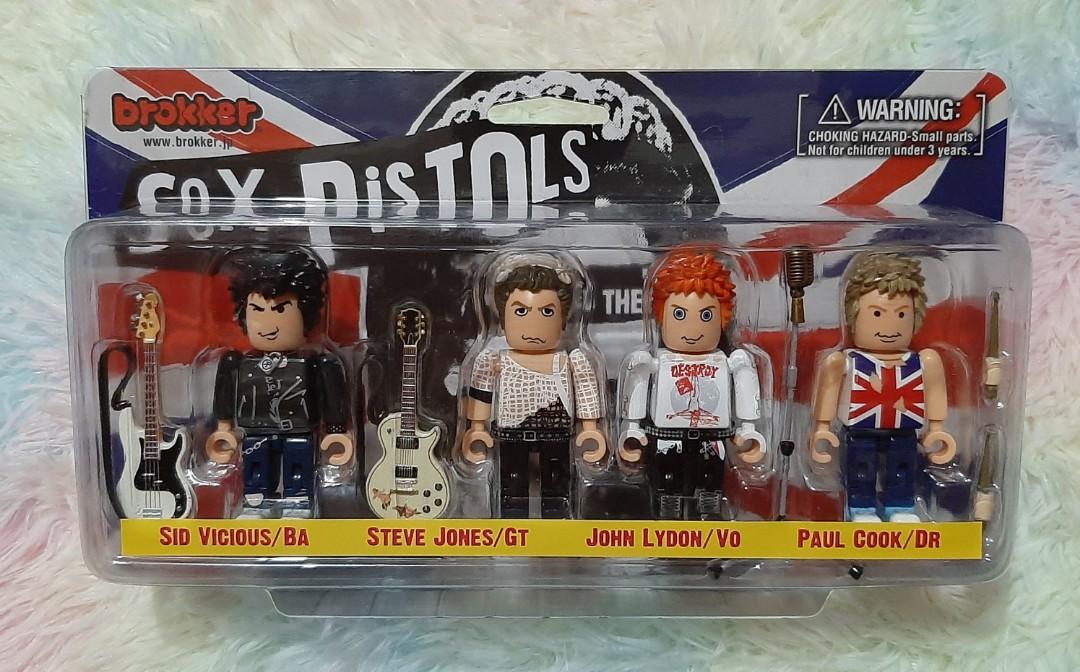 brokker
www.brokker.jp
WARNING:
CHOKING HAZARD-Small parts.
Not for children under 3 years.
SEX PISTOLS
THE
DESTROY
SID VICIOUS/BA
STEVE JONES/GT
JOHN LYDON/VO
PAUL COOK/DR